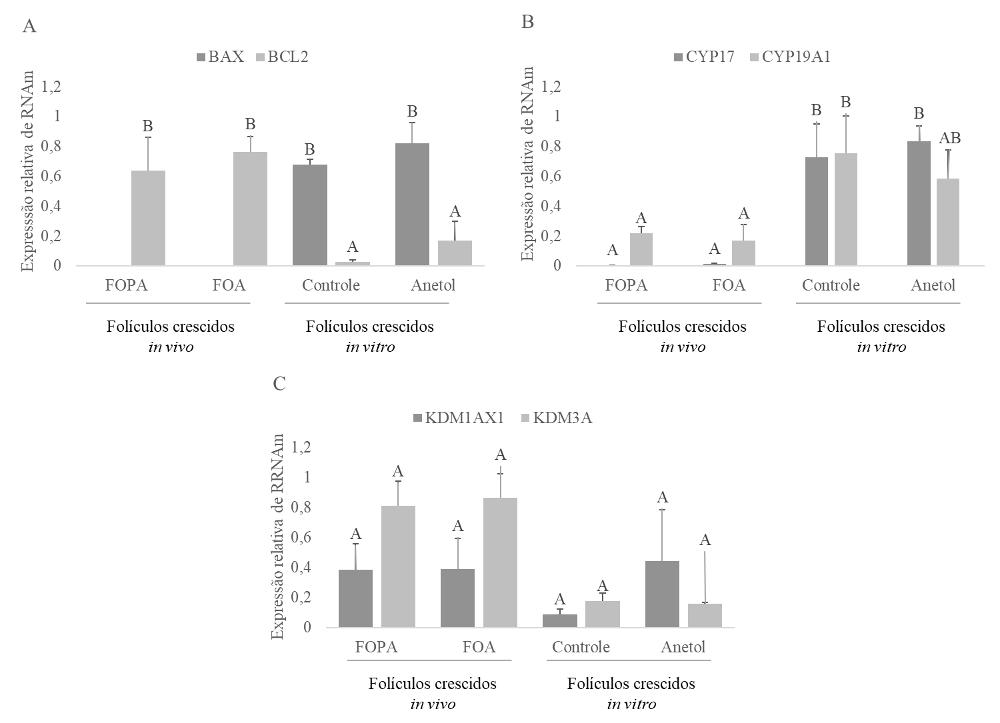 A
BAX BCL2
Expresssão relativa de RNAm
1,2
1
0,8
0,6
0,4
0,2
0
B
B
B
A
B
A
FOPA FOA Controle Anetol
Folículos crescidos
in vivo
Folículos crescidos
in vitro
B
CYP17 CYP19A1
Expressão relativa de RNAm
1,2
1
0,8
0,6
0,4
0,2
0
A
A
A
A
B
B
B
AB
FOPA FOA Controle Anetol
Folículos crescidos
in vivo
Folículos crescidos
in vitro
C
KDM1AX1 KDM3A
Expressão relativa de RRNAm
1,2
1
0,8
0,6
0,4
0,2
0
A
A
A
A
A
A
A
A
FOPA FOA Controle Anetol
Folículos crescidos
in vivo
Folículos crescidos
in vitro